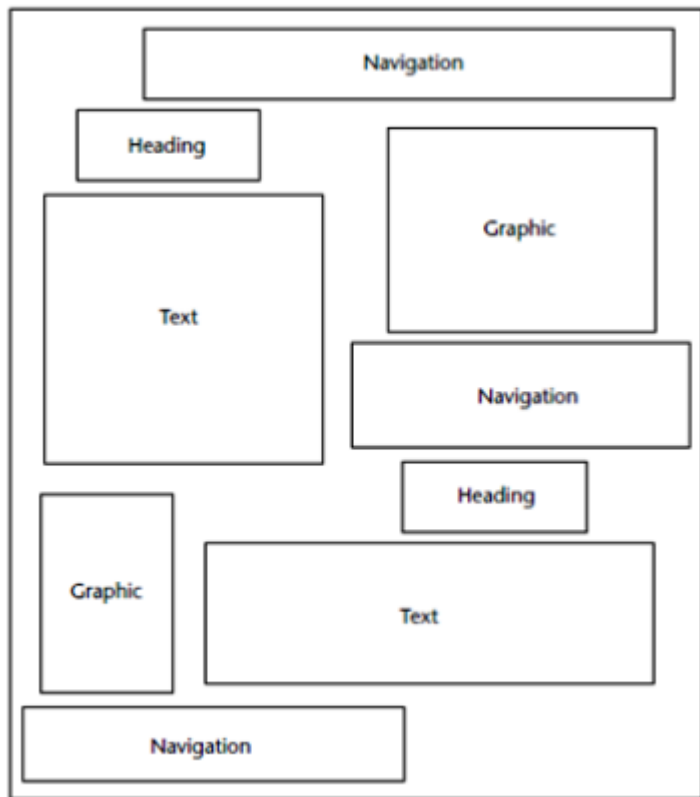 Navigation
Heading
Graphic
Text
Navigation
Heading
Graphic
Text
Navigation